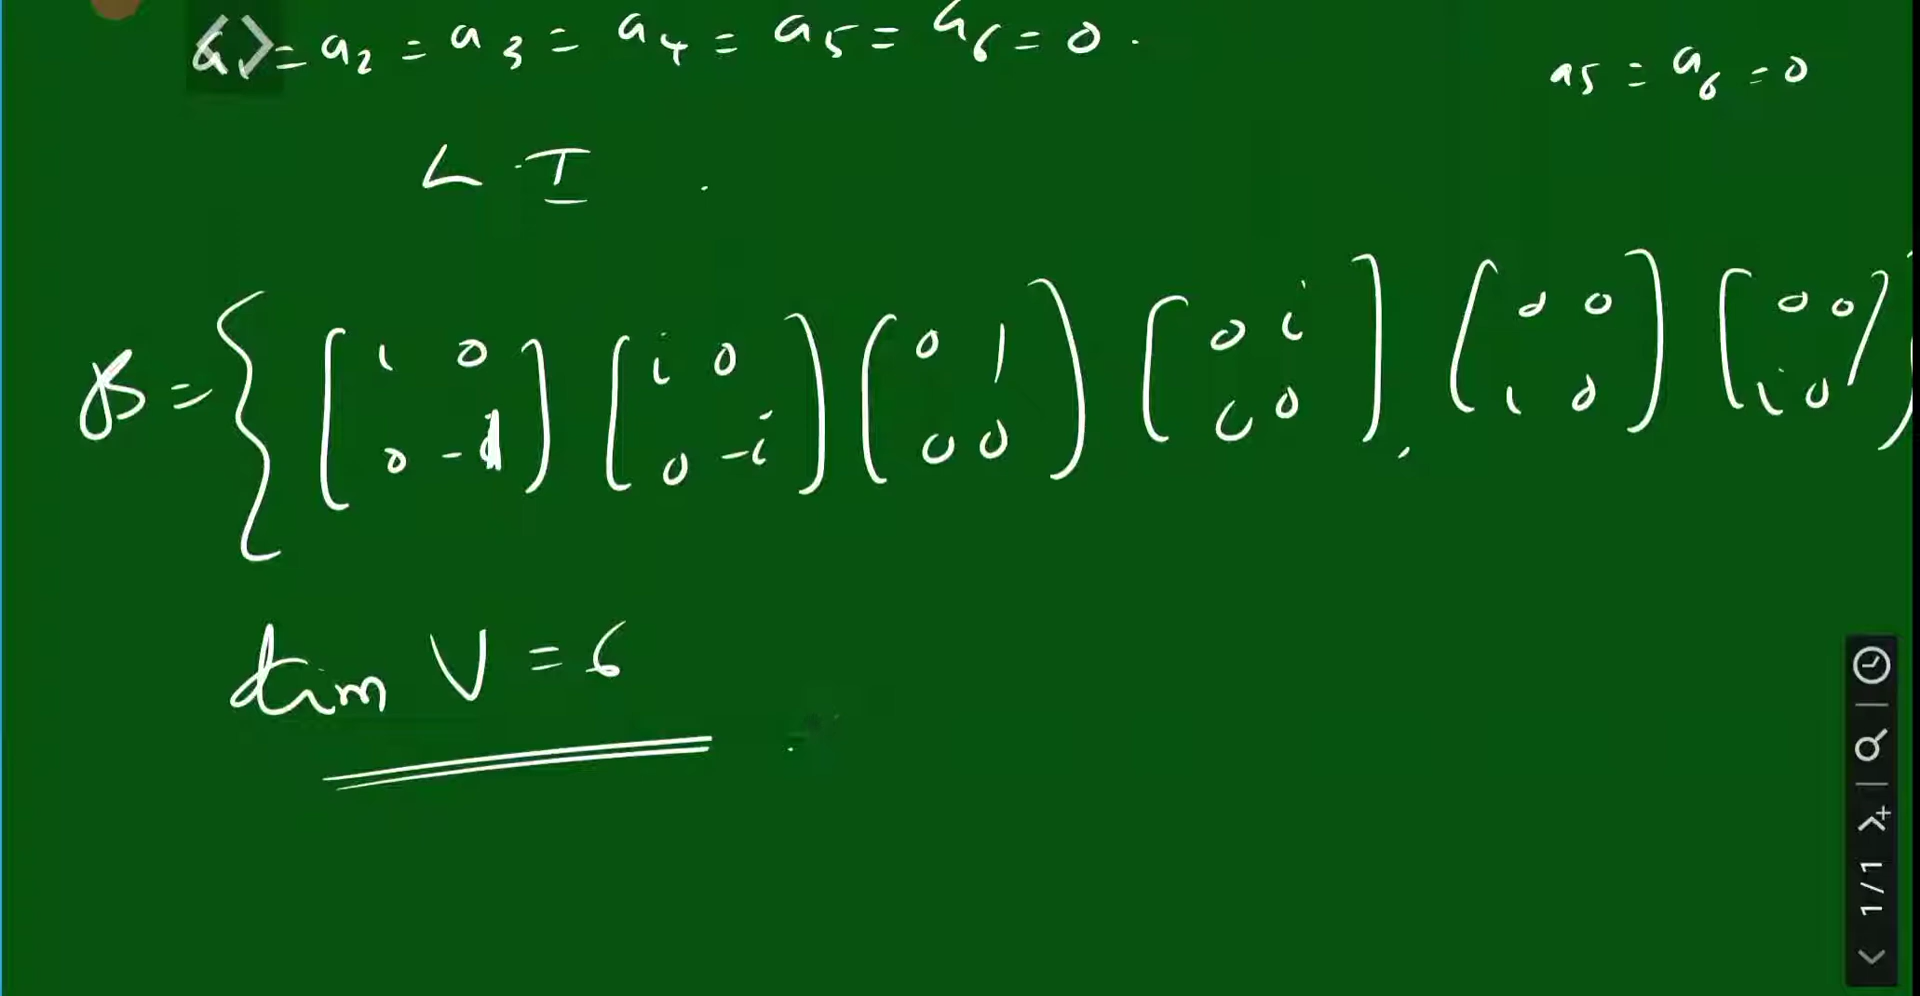 a₁ = a₂ = a₃ = a₄ = a₅ = a₆ = 0 .
a₅ = a₆ = 0
L I .
B = { [1 0; 0 -1] [i 0; 0 -i] [0 1; 0 0] [0 i; 0 0] , [0 0; 1 0] [0 0; i 0] }
dim V = 6
< 1/1